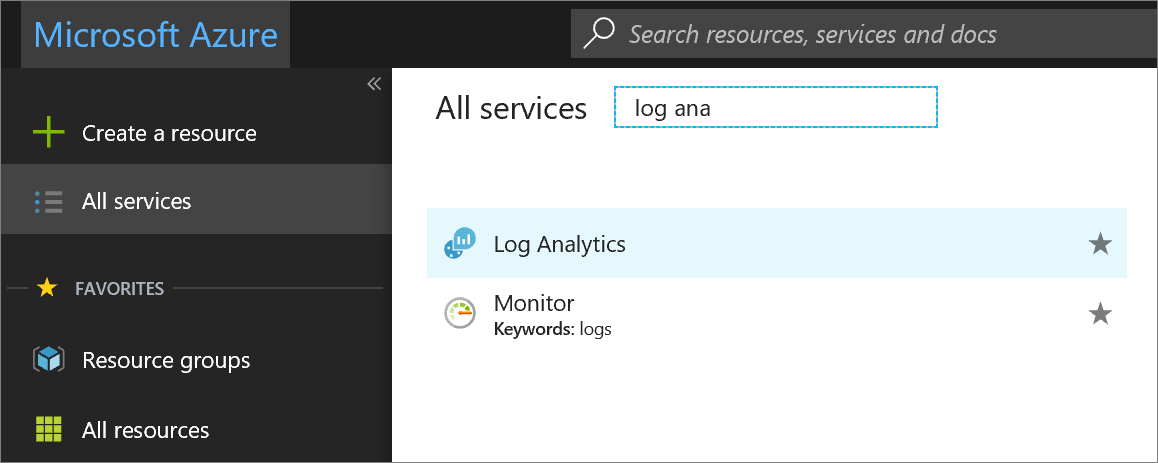 Microsoft Azure
Search resources, services and docs
Create a resource
All services
FAVORITES
Resource groups
All resources
All services
log ana
Log Analytics
Monitor
Keywords: logs